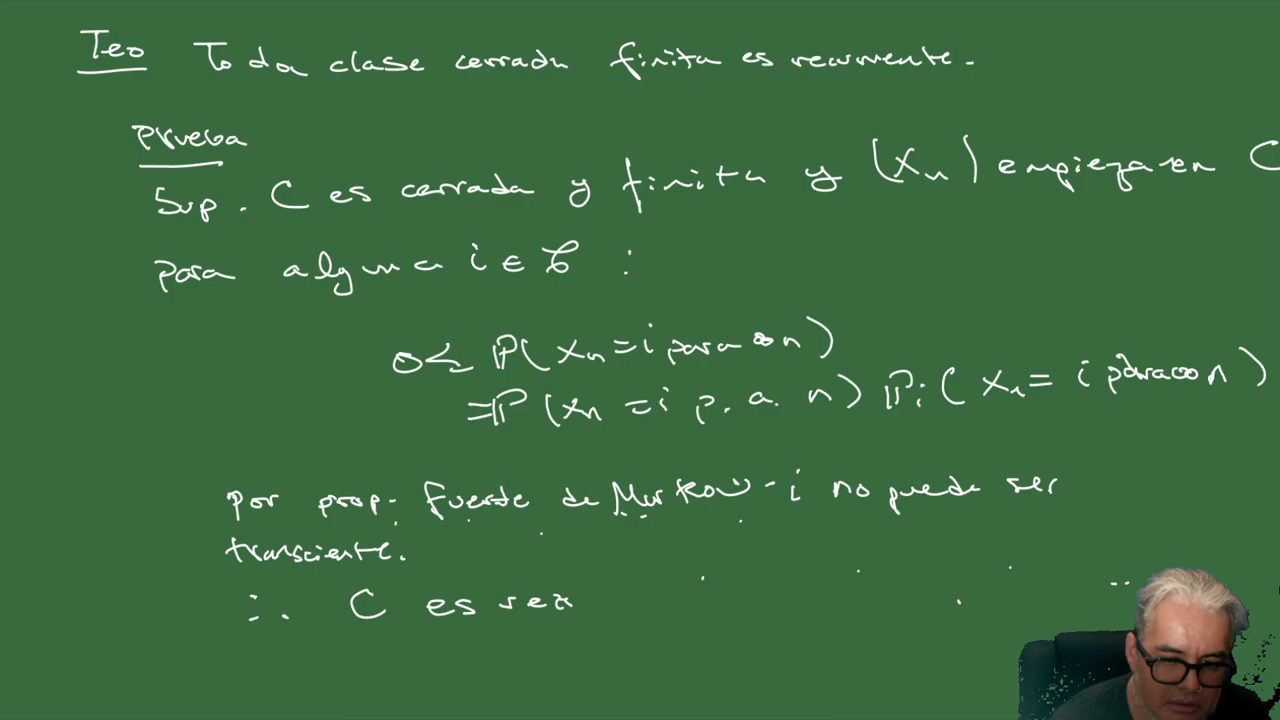 Teo Toda clase cerrada finita es recurrente.
Prueba
Sup. C es cerrada y finita y (Xn) empieza en C
para alguna i ∈ C :
0 < ℙ( Xn = i para ∞ n )
= ℙ (Xn = i p. a. n) ℙi ( Xn = i para ∞ n )
por prop. fuerte de Markov - i no puede ser
transciente.
∴ C es rec